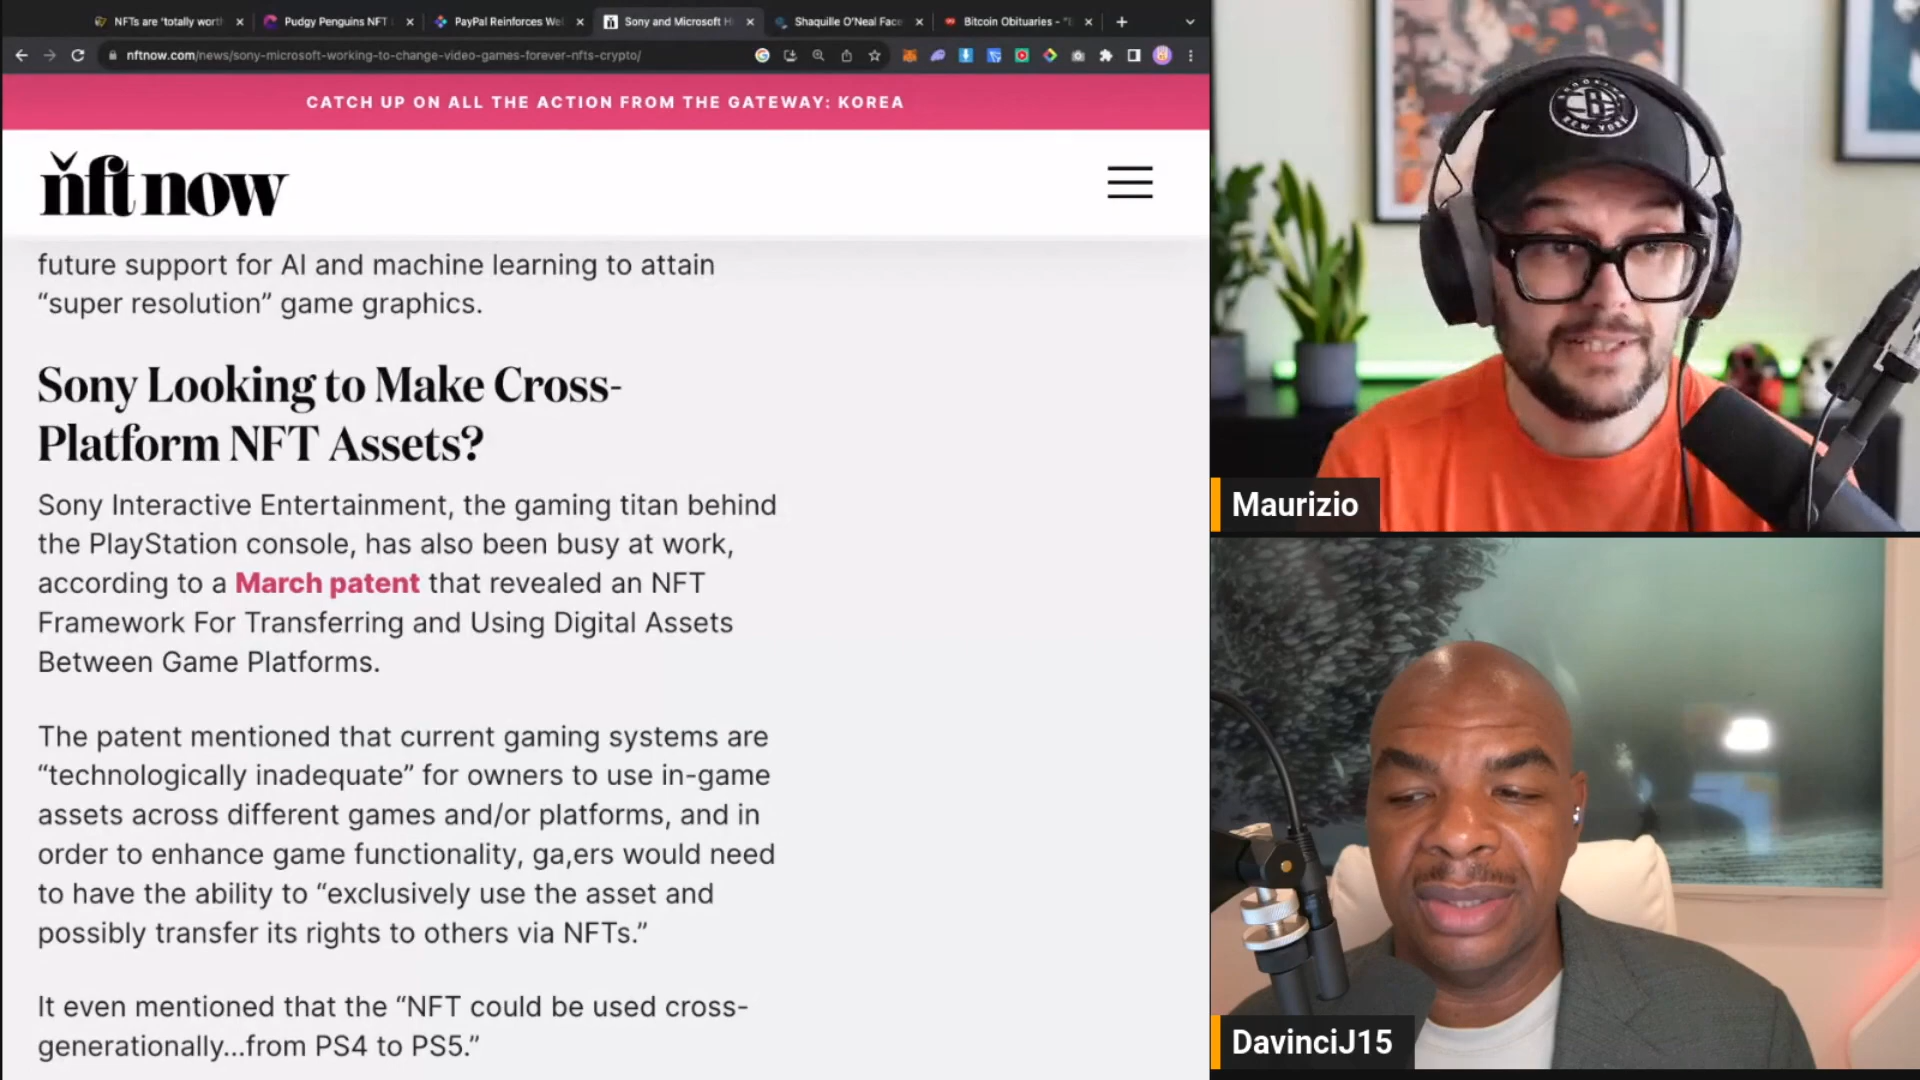 NFTs are 'totally wort
Pudgy Penguins NFT
PayPal Reinforces We
Sony and Microsoft H
Shaquille O'Neal Face
Bitcoin Obituaries - "
nftnow.com/news/sony-microsoft-working-to-change-video-games-forever-nfts-crypto/
CATCH UP ON ALL THE ACTION FROM THE GATEWAY: KOREA
nft now
future support for AI and machine learning to attain
“super resolution” game graphics.
Sony Looking to Make Cross-
Platform NFT Assets?
Sony Interactive Entertainment, the gaming titan behind
the PlayStation console, has also been busy at work,
according to a March patent that revealed an NFT
Framework For Transferring and Using Digital Assets
Between Game Platforms.
The patent mentioned that current gaming systems are
“technologically inadequate” for owners to use in-game
assets across different games and/or platforms, and in
order to enhance game functionality, ga,ers would need
to have the ability to “exclusively use the asset and
possibly transfer its rights to others via NFTs.”
It even mentioned that the “NFT could be used cross-
generationally...from PS4 to PS5.”
BROOKLYN
B
NEW YORK
Maurizio
DavinciJ15